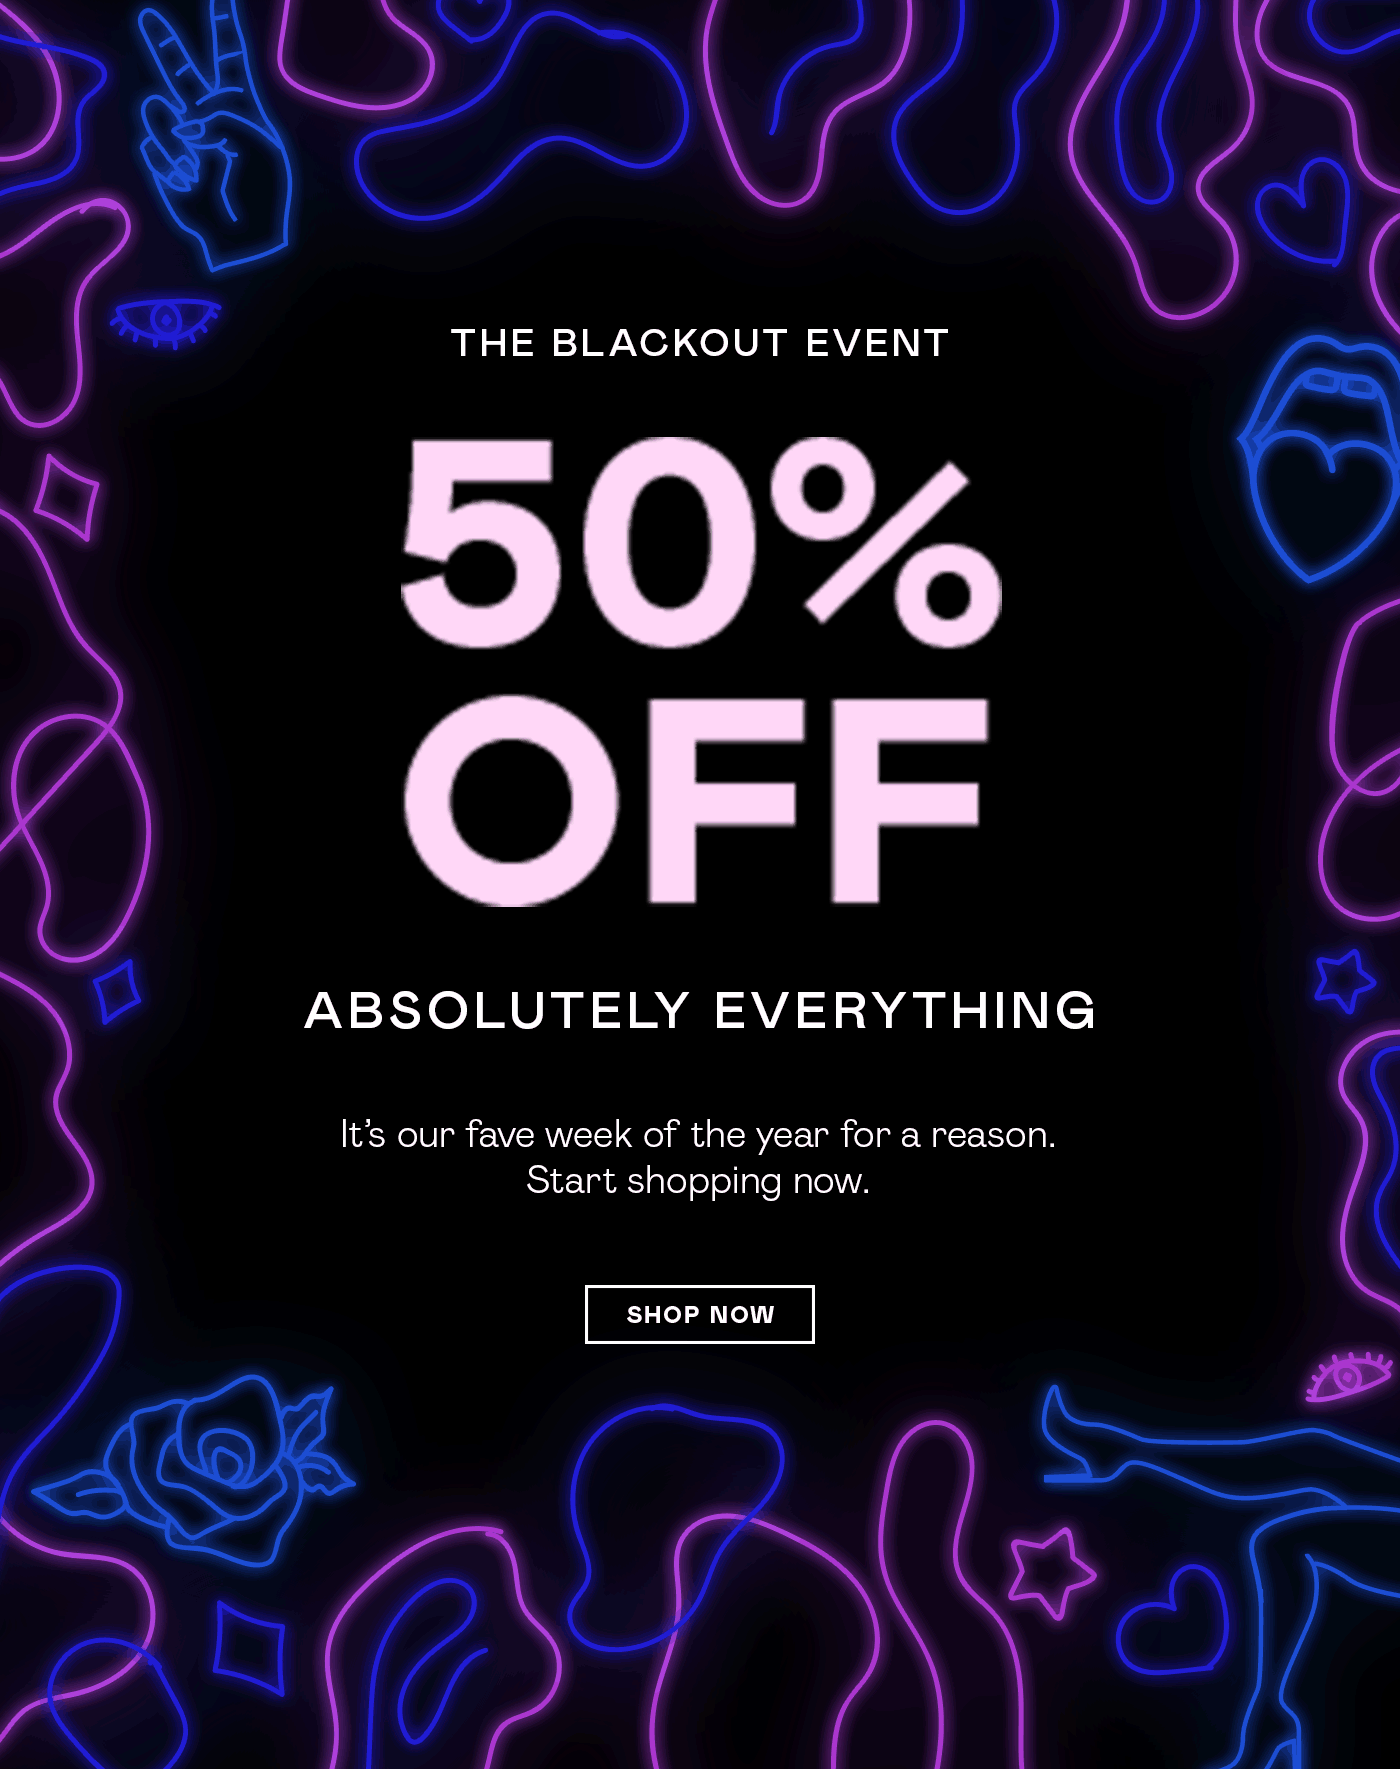 THE BLACKOUT EVENT
50%
OFF
ABSOLUTELY EVERYTHING
It’s our fave week of the year for a reason.
Start shopping now.
SHOP NOW